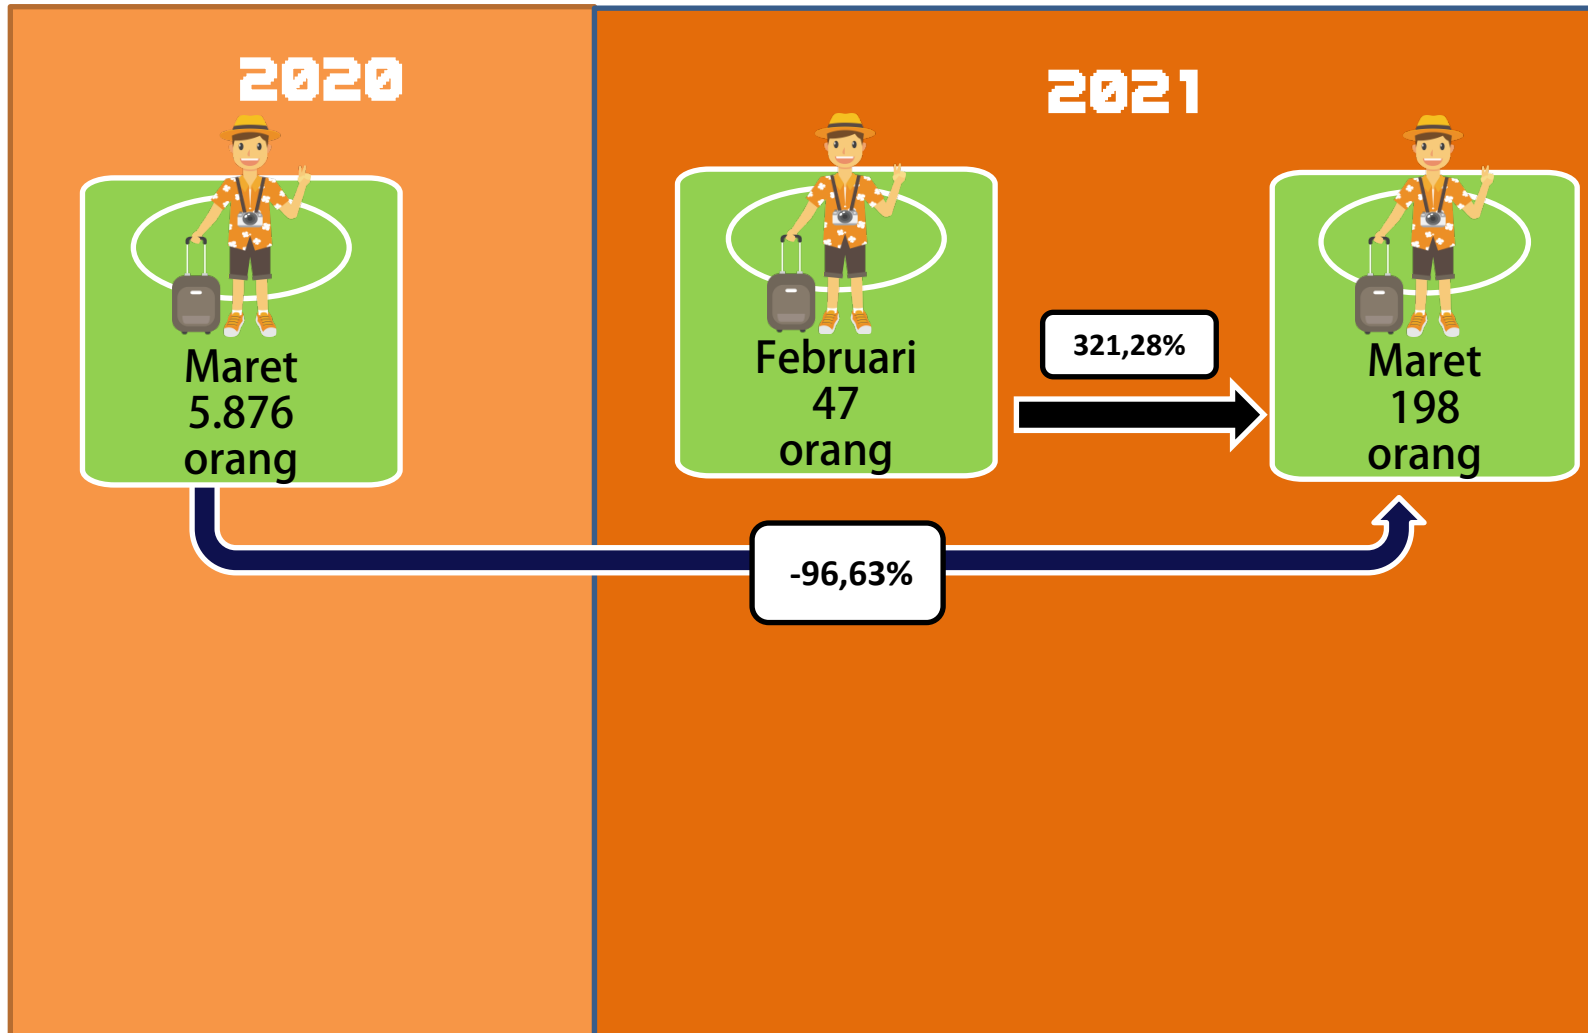 2020
2021
Maret
5.876
orang
Februari
47
orang
321,28%
Maret
198
orang
-96,63%